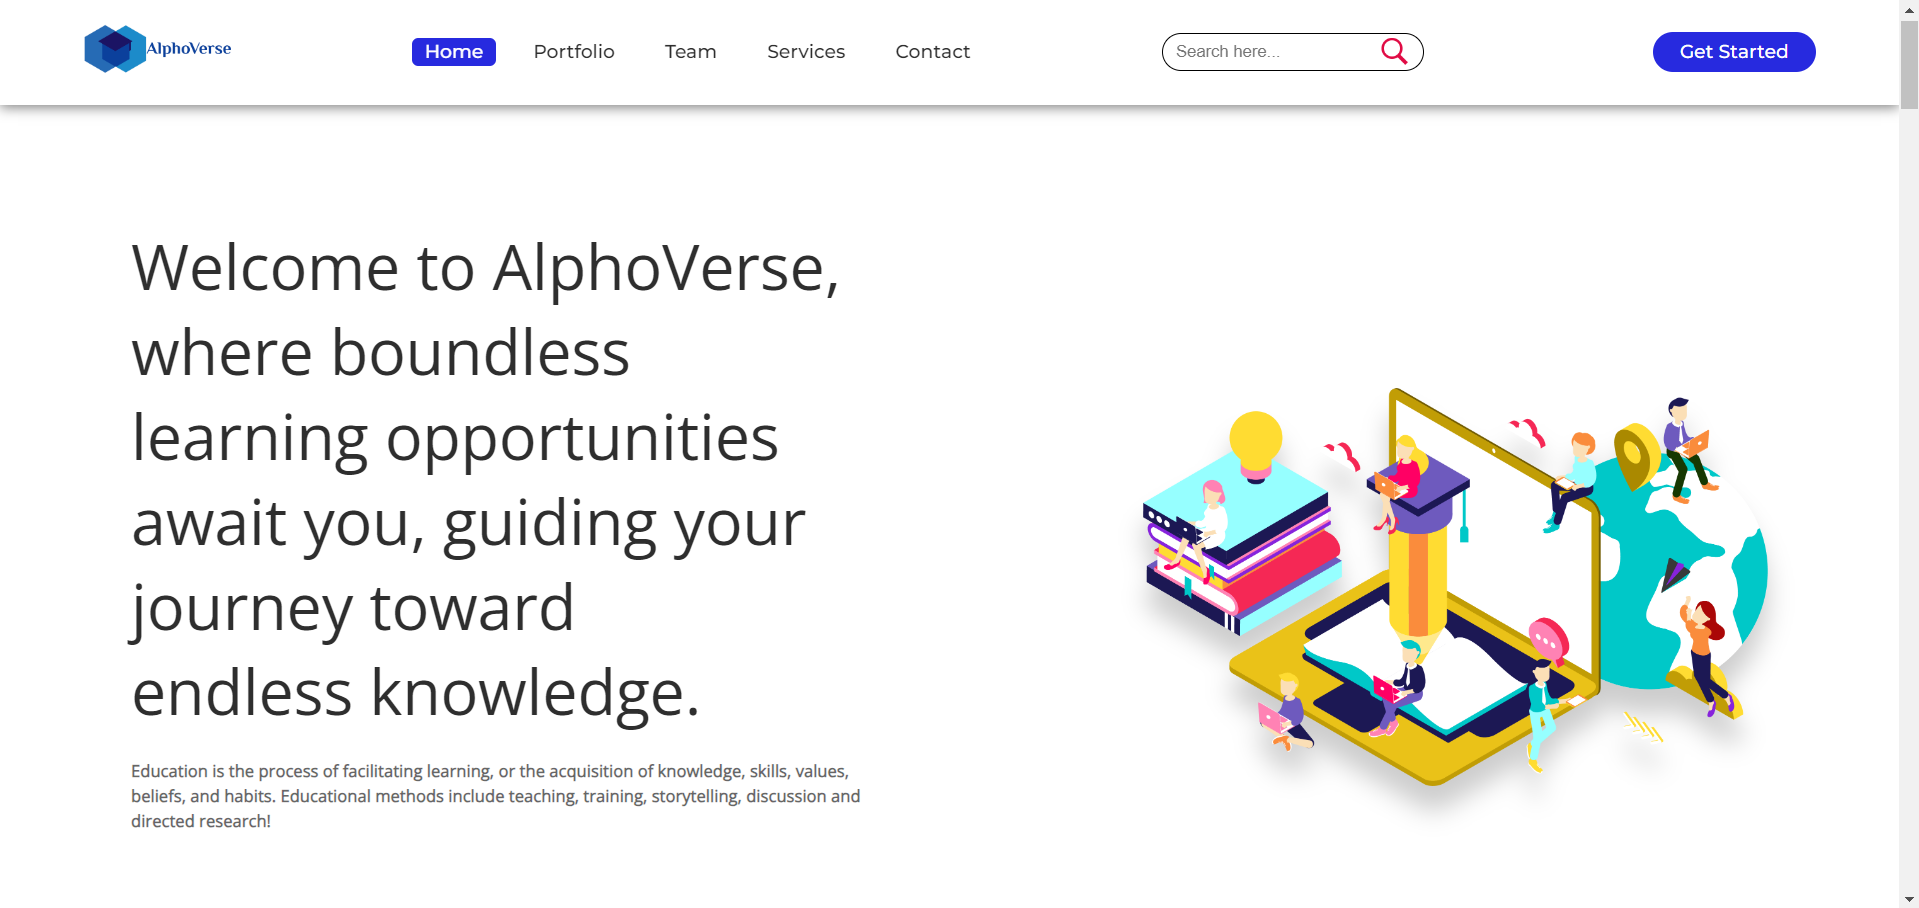 AlphoVerse
Home
Portfolio
Team
Services
Contact
Search here...
Get Started
Welcome to AlphoVerse,
where boundless
learning opportunities
await you, guiding your
journey toward
endless knowledge.
Education is the process of facilitating learning, or the acquisition of knowledge, skills, values,
beliefs, and habits. Educational methods include teaching, training, storytelling, discussion and
directed research!